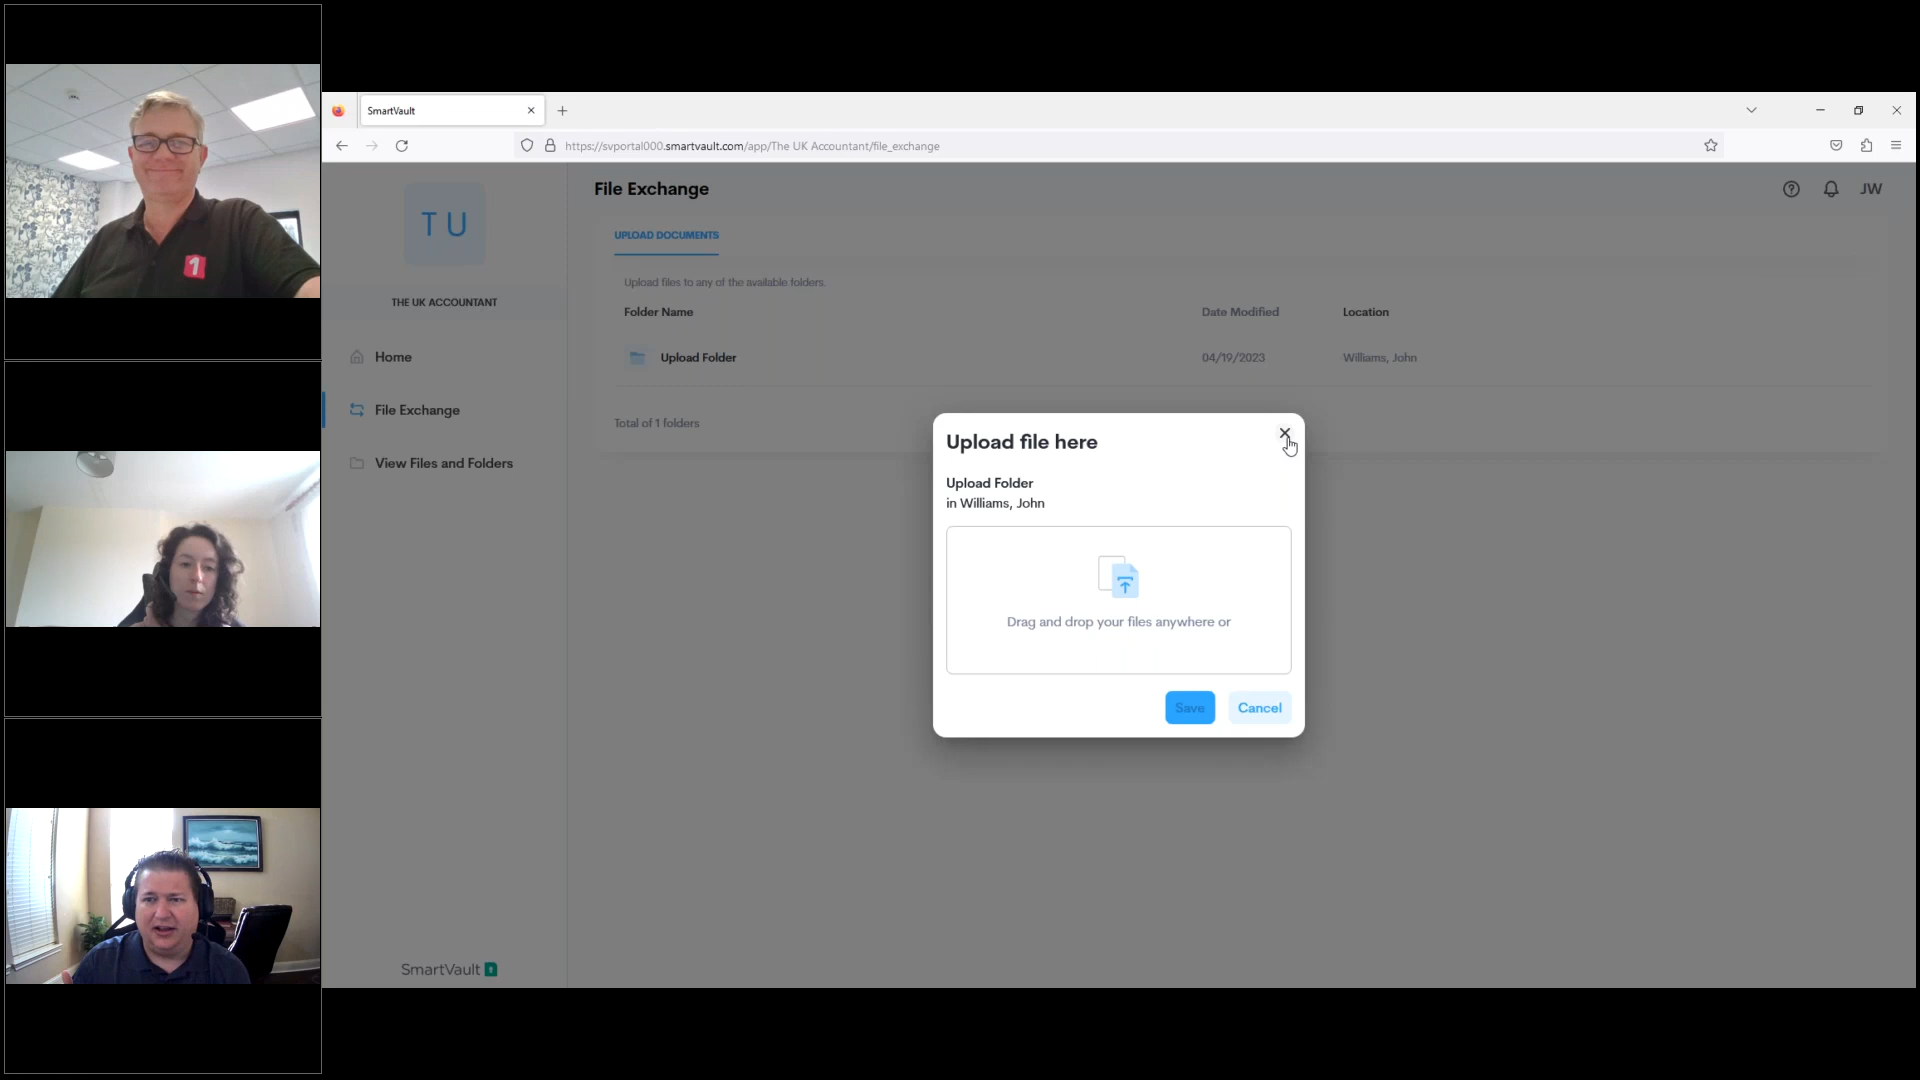 1
SmartVault
https://svportal000.smartvault.com/app/The UK Accountant/file_exchange
T U
THE UK ACCOUNTANT
Home
File Exchange
View Files and Folders
SmartVault
File Exchange
JW
UPLOAD DOCUMENTS
Upload files to any of the available folders.
Folder Name Date Modified Location
Upload Folder 04/19/2023 Williams, John
Total of 1 folders
Upload file here
Upload Folder
in Williams, John
Drag and drop your files anywhere or
Save Cancel